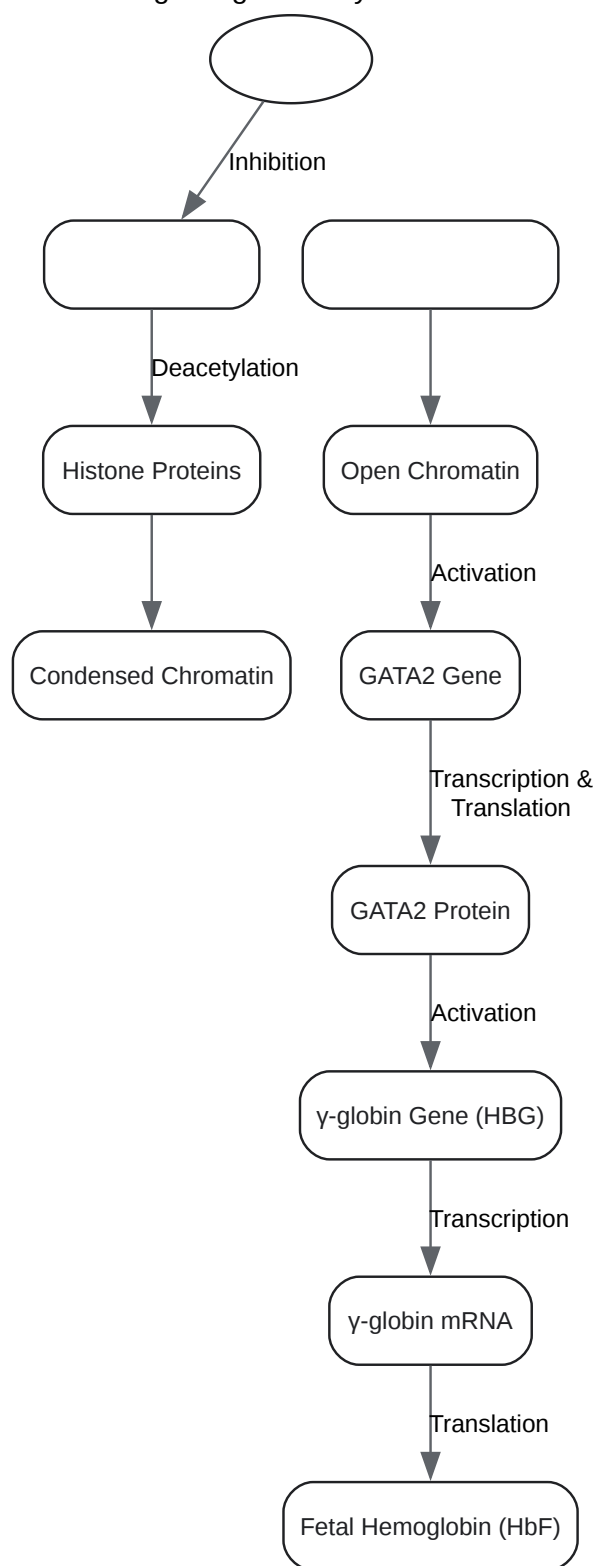 Inhibition
Deacetylation
Histone Proteins
Open Chromatin
Activation
Condensed Chromatin
GATA2 Gene
Transcription &
Translation
GATA2 Protein
Activation
γ-globin Gene (HBG)
Transcription
γ-globin mRNA
Translation
Fetal Hemoglobin (HbF)